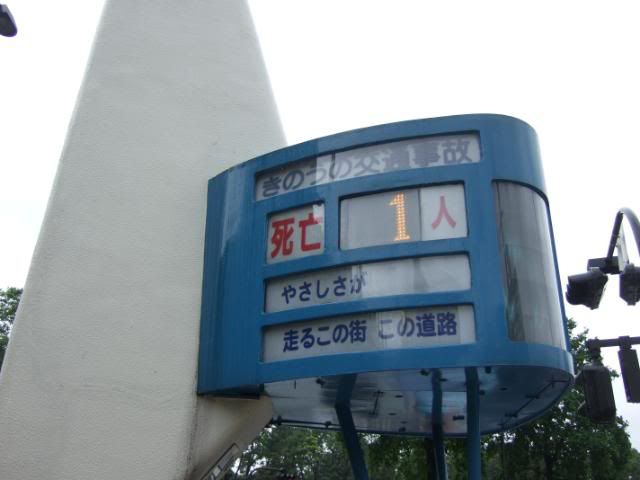 きのうの交通事故
死亡 1人
やさしさが
走るこの街 この道路